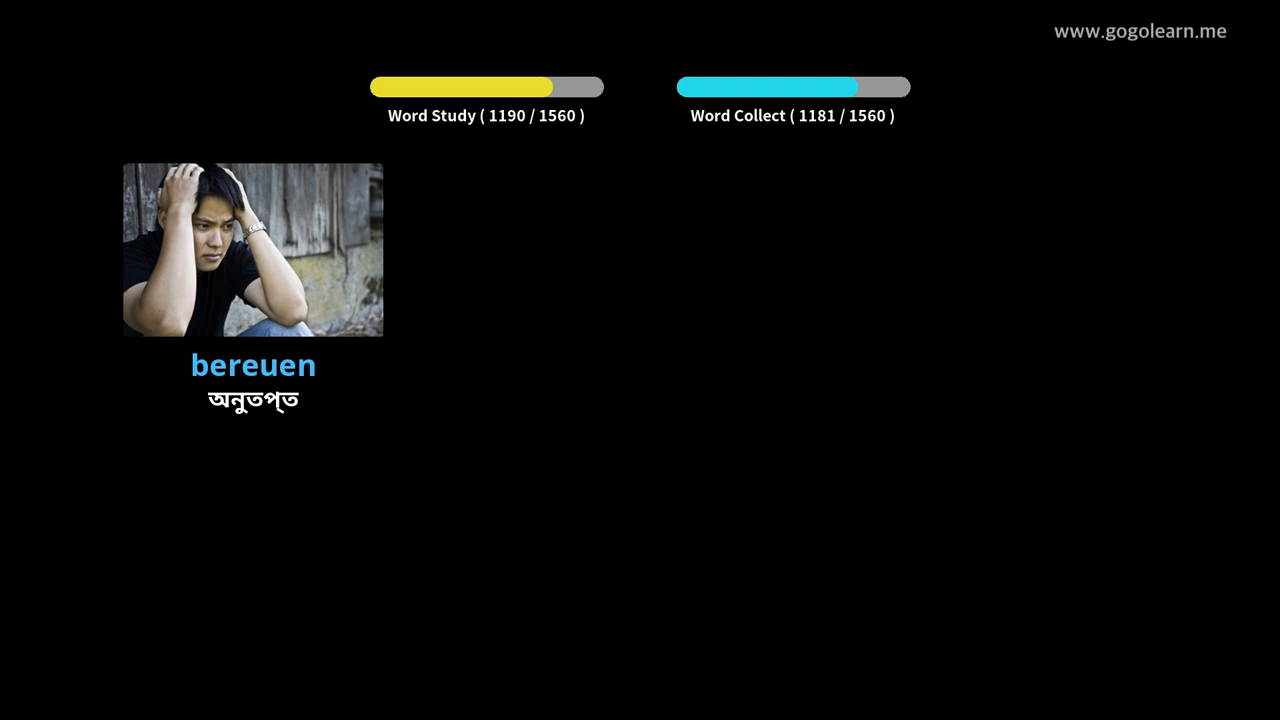 www.gogolearn.me
Word Study ( 1190 / 1560 )
Word Collect ( 1181 / 1560 )
bereuen
অনুতপ্ত